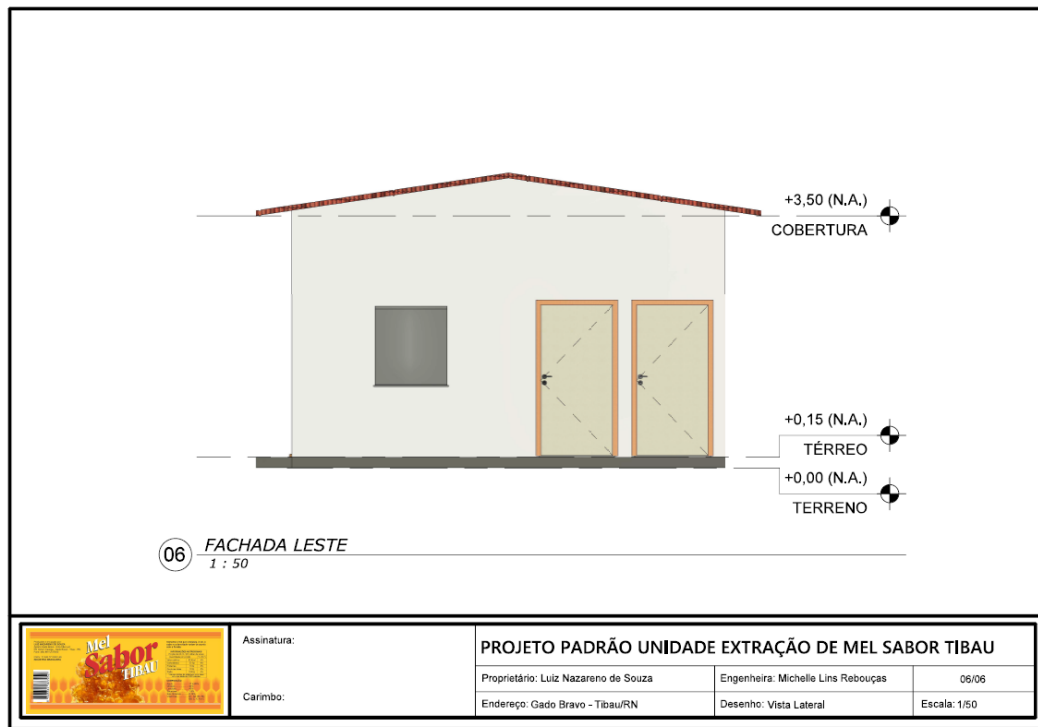 +3,50 (N.A.)
COBERTURA
+0,15 (N.A.)
TÉRREO
+0,00 (N.A.)
TERRENO
06
FACHADA LESTE
1 : 50
Mel
Sabor
TIBAU
Assinatura:
Carimbo:
PROJETO PADRÃO UNIDADE EXTRAÇÃO DE MEL SABOR TIBAU
Proprietário: Luiz Nazareno de Souza
Engenheira: Michelle Lins Rebouças
06/06
Endereço: Gado Bravo - Tibau/RN
Desenho: Vista Lateral
Escala: 1/50